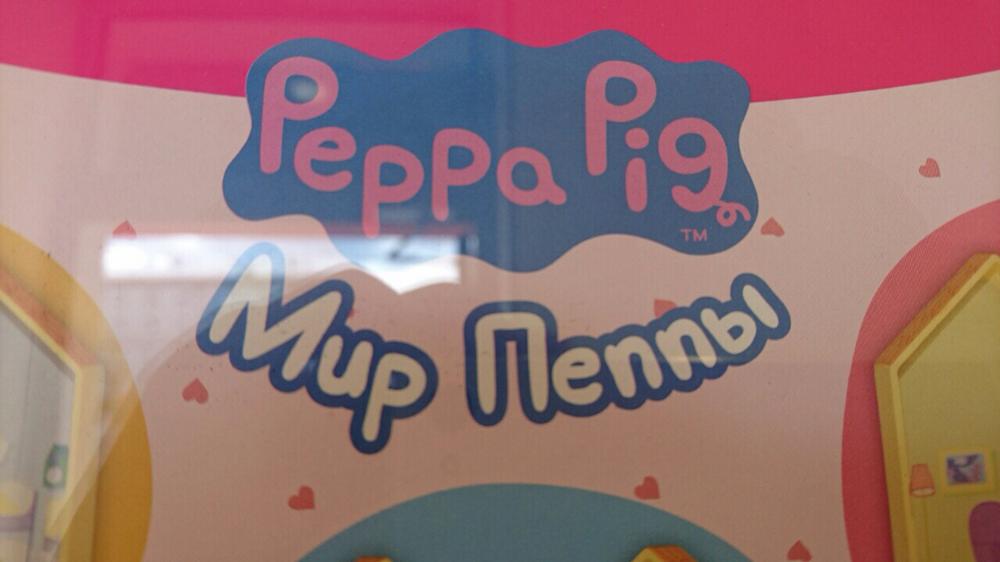 Peppa Pig
TM
Мир Пеппы